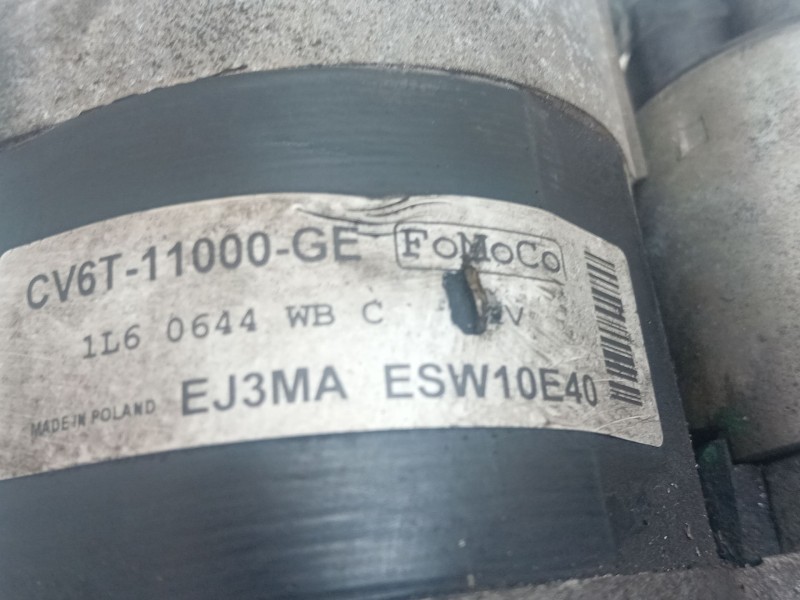 CV6T-11000-GE FoMoCo
1L6 0644 WB C
MADE IN POLAND EJ3MA ESW10E40